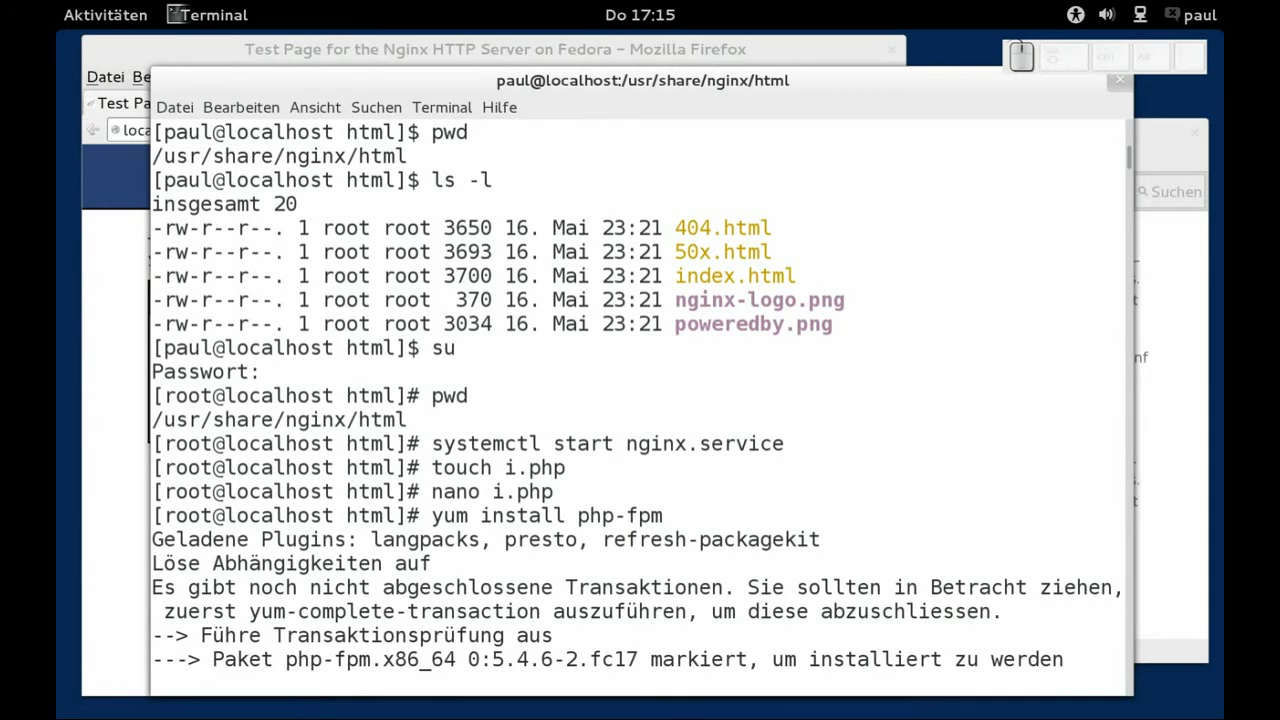 Aktivitäten Terminal Do 17:15 paul
Test Page for the Nginx HTTP Server on Fedora – Mozilla Firefox
Datei Be
Test Pa
loca
Suchen
nf
paul@localhost:/usr/share/nginx/html
Datei Bearbeiten Ansicht Suchen Terminal Hilfe
[paul@localhost html]$ pwd
/usr/share/nginx/html
[paul@localhost html]$ ls -l
insgesamt 20
-rw-r--r--. 1 root root 3650 16. Mai 23:21 404.html
-rw-r--r--. 1 root root 3693 16. Mai 23:21 50x.html
-rw-r--r--. 1 root root 3700 16. Mai 23:21 index.html
-rw-r--r--. 1 root root  370 16. Mai 23:21 nginx-logo.png
-rw-r--r--. 1 root root 3034 16. Mai 23:21 poweredby.png
[paul@localhost html]$ su
Passwort:
[root@localhost html]# pwd
/usr/share/nginx/html
[root@localhost html]# systemctl start nginx.service
[root@localhost html]# touch i.php
[root@localhost html]# nano i.php
[root@localhost html]# yum install php-fpm
Geladene Plugins: langpacks, presto, refresh-packagekit
Löse Abhängigkeiten auf
Es gibt noch nicht abgeschlossene Transaktionen. Sie sollten in Betracht ziehen,
zuerst yum-complete-transaction auszuführen, um diese abzuschliessen.
--> Führe Transaktionsprüfung aus
---> Paket php-fpm.x86_64 0:5.4.6-2.fc17 markiert, um installiert zu werden